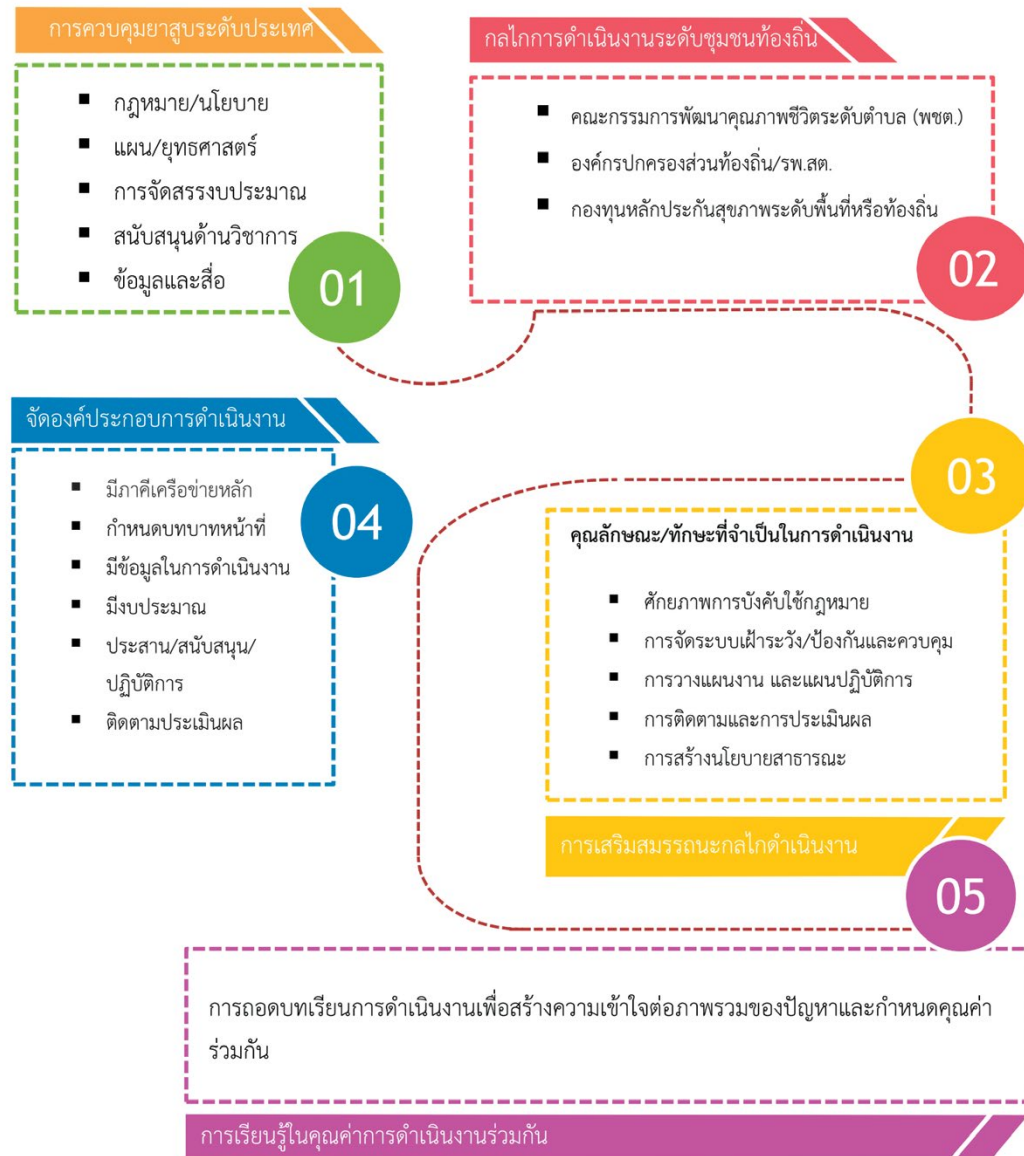 การควบคุมยาสูบระดับประเทศ
■ กฎหมาย/นโยบาย
■ แผน/ยุทธศาสตร์
■ การจัดสรรงบประมาณ
■ สนับสนุนด้านวิชาการ
■ ข้อมูลและสื่อ
01
กลไกการดำเนินงานระดับชุมชนท้องถิ่น
■ คณะกรรมการพัฒนาคุณภาพชีวิตระดับตำบล (พชต.)
■ องค์กรปกครองส่วนท้องถิ่น/รพ.สต.
■ กองทุนหลักประกันสุขภาพระดับพื้นที่หรือท้องถิ่น
02
03
คุณลักษณะ/ทักษะที่จำเป็นในการดำเนินงาน
■ ศักยภาพการบังคับใช้กฎหมาย
■ การจัดระบบเฝ้าระวัง/ป้องกันและควบคุม
■ การวางแผนงาน และแผนปฏิบัติการ
■ การติดตามและการประเมินผล
■ การสร้างนโยบายสาธารณะ
การเสริมสมรรถนะกลไกดำเนินงาน
จัดองค์ประกอบการดำเนินงาน
■ มีภาคีเครือข่ายหลัก
■ กำหนดบทบาทหน้าที่
■ มีข้อมูลในการดำเนินงาน
■ มีงบประมาณ
■ ประสาน/สนับสนุน/
ปฏิบัติการ
■ ติดตามประเมินผล
04
05
การถอดบทเรียนการดำเนินงานเพื่อสร้างความเข้าใจต่อภาพรวมของปัญหาและกำหนดคุณค่า
ร่วมกัน
การเรียนรู้ในคุณค่าการดำเนินงานร่วมกัน